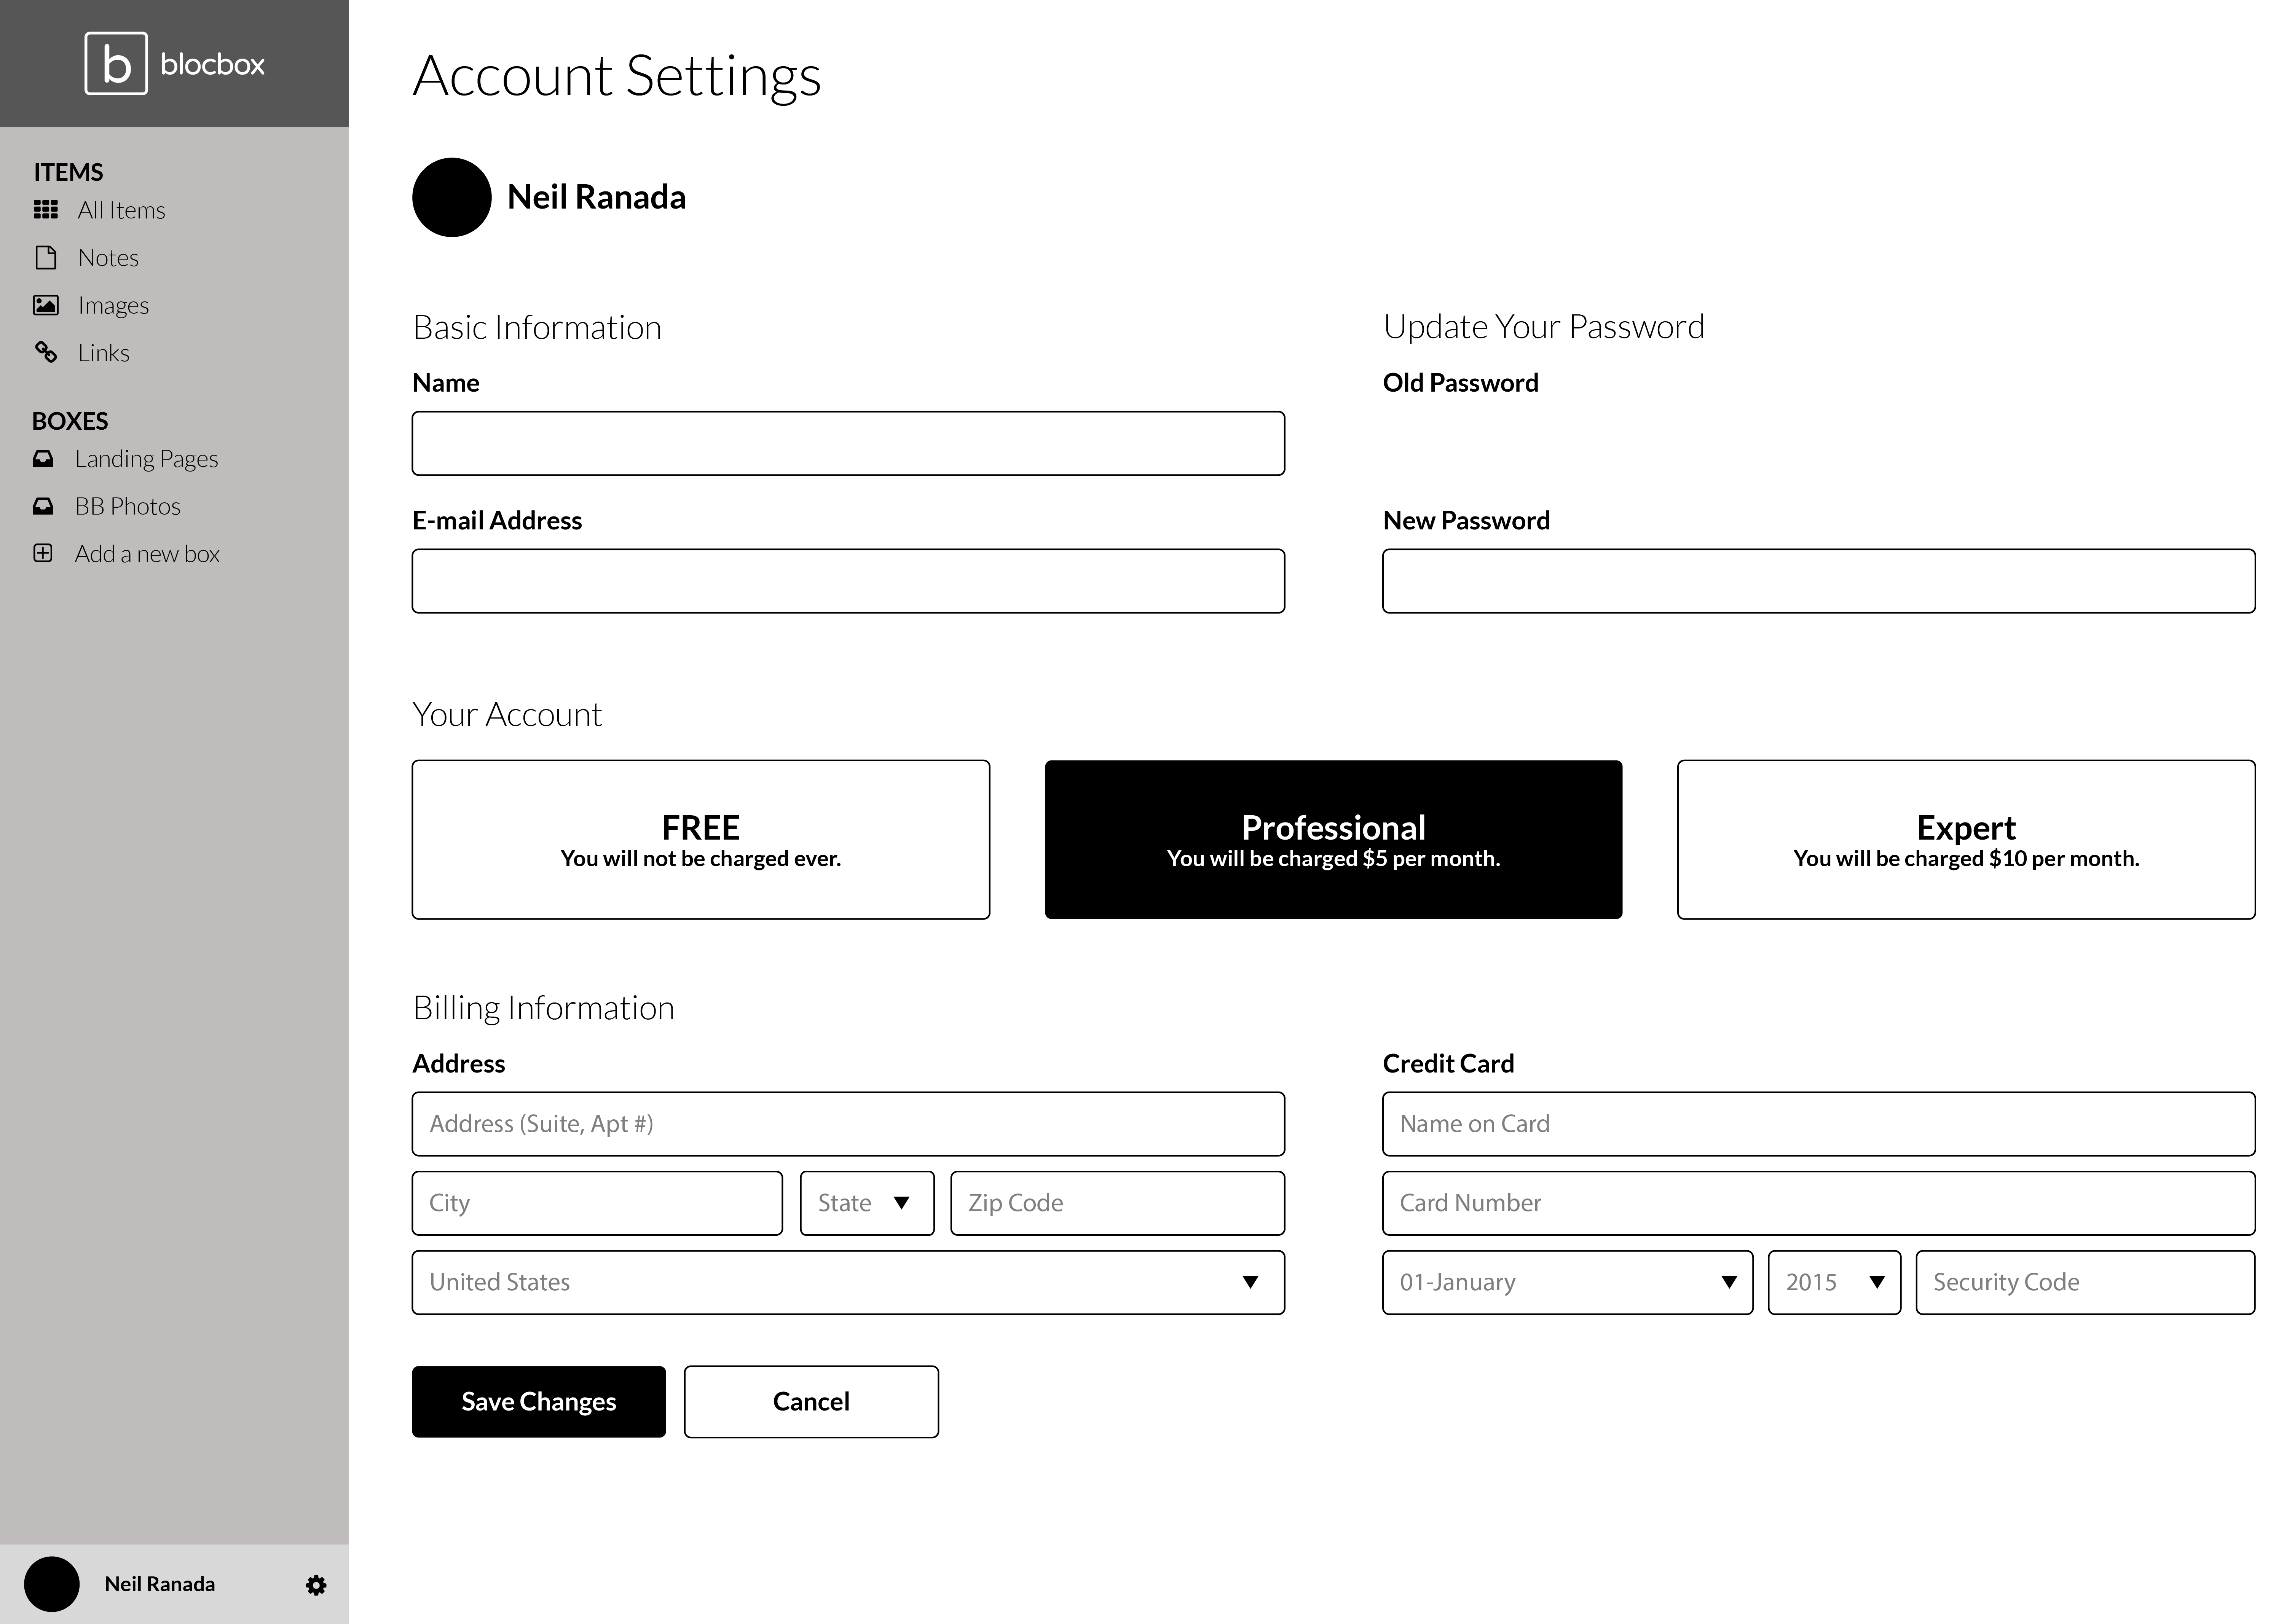 b blocbox
ITEMS
All Items
Notes
Images
Links
BOXES
Landing Pages
BB Photos
Add a new box
Neil Ranada
Account Settings
Neil Ranada
Basic Information
Name
E-mail Address
Update Your Password
Old Password
New Password
Your Account
FREE
You will not be charged ever.
Professional
You will be charged $5 per month.
Expert
You will be charged $10 per month.
Billing Information
Address
Address (Suite, Apt #)
City
State
Zip Code
United States
Credit Card
Name on Card
Card Number
01-January
2015
Security Code
Save Changes
Cancel